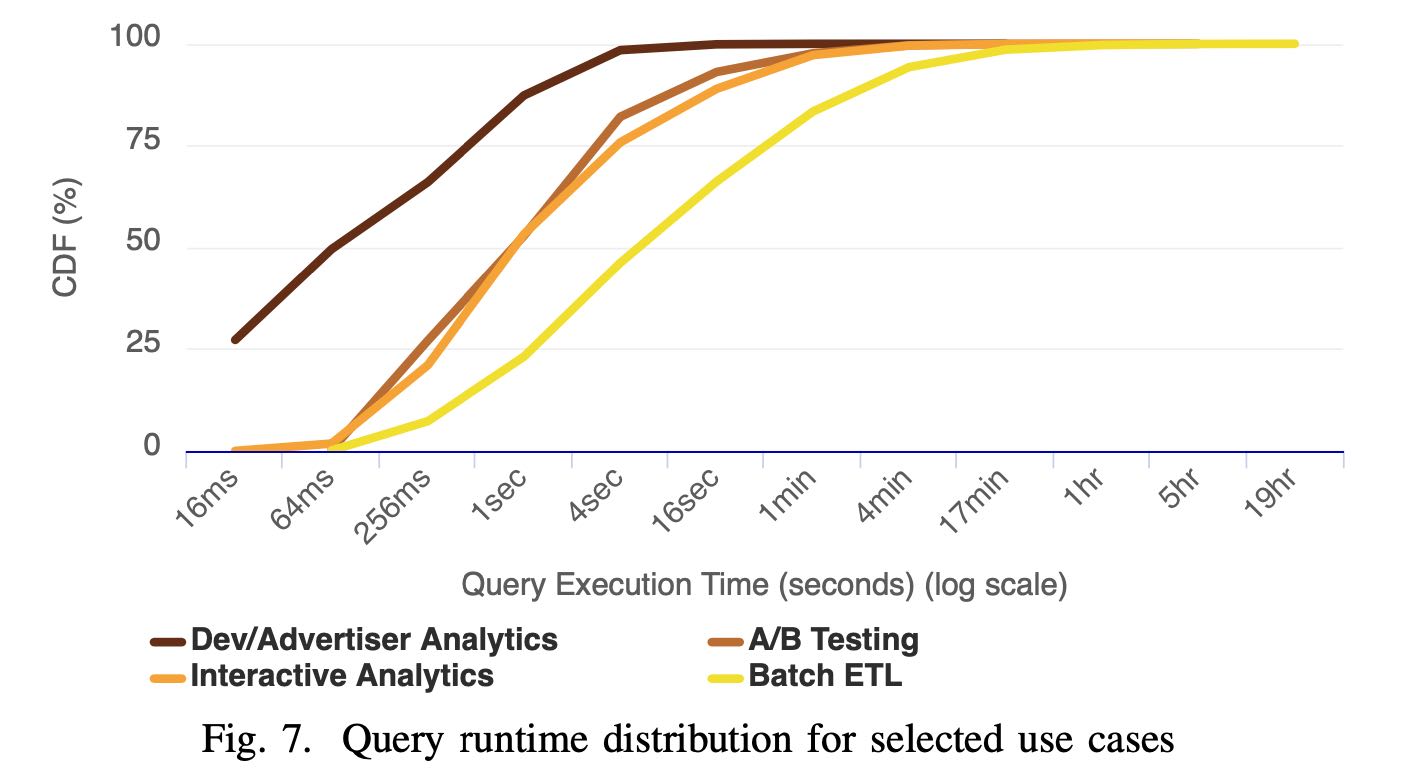 100
75
50
25
0
CDF (%)
16ms 64ms 256ms 1sec 4sec 16sec 1min 4min 17min 1hr 5hr 19hr
Query Execution Time (seconds) (log scale)
Dev/Advertiser Analytics A/B Testing
Interactive Analytics Batch ETL
Fig. 7. Query runtime distribution for selected use cases